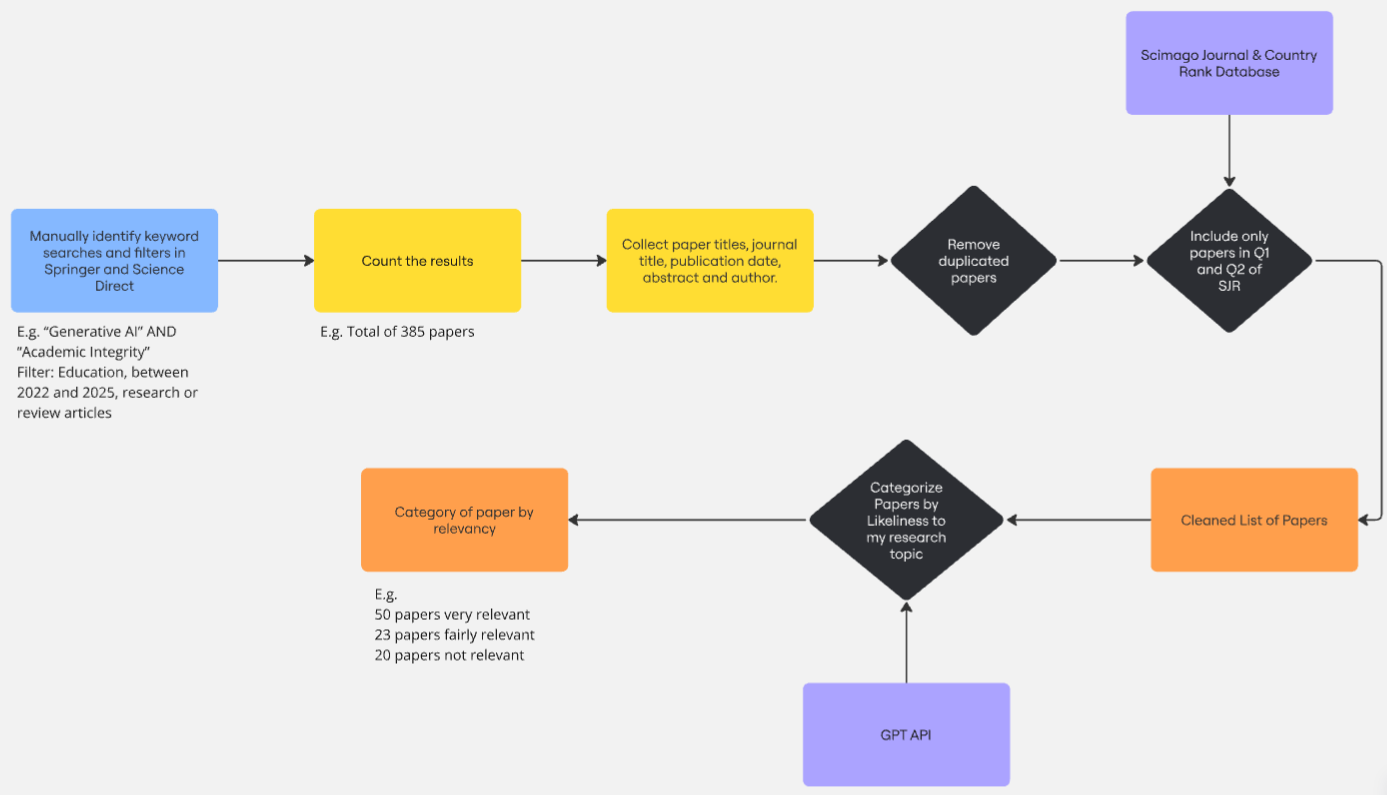 Scimago Journal & Country
Rank Database
Manually identify keyword
searches and filters in
Springer and Science
Direct
Count the results
Collect paper titles, journal
title, publication date,
abstract and author.
Remove
duplicated
papers
Include only
papers in Q1
and Q2 of
SJR
E.g. “Generative AI” AND
“Academic Integrity”
Filter: Education, between
2022 and 2025, research or
review articles
E.g. Total of 385 papers
Cleaned List of Papers
Categorize
Papers by
Likeliness to
my research
topic
Category of paper by
relevancy
E.g.
50 papers very relevant
23 papers fairly relevant
20 papers not relevant
GPT API